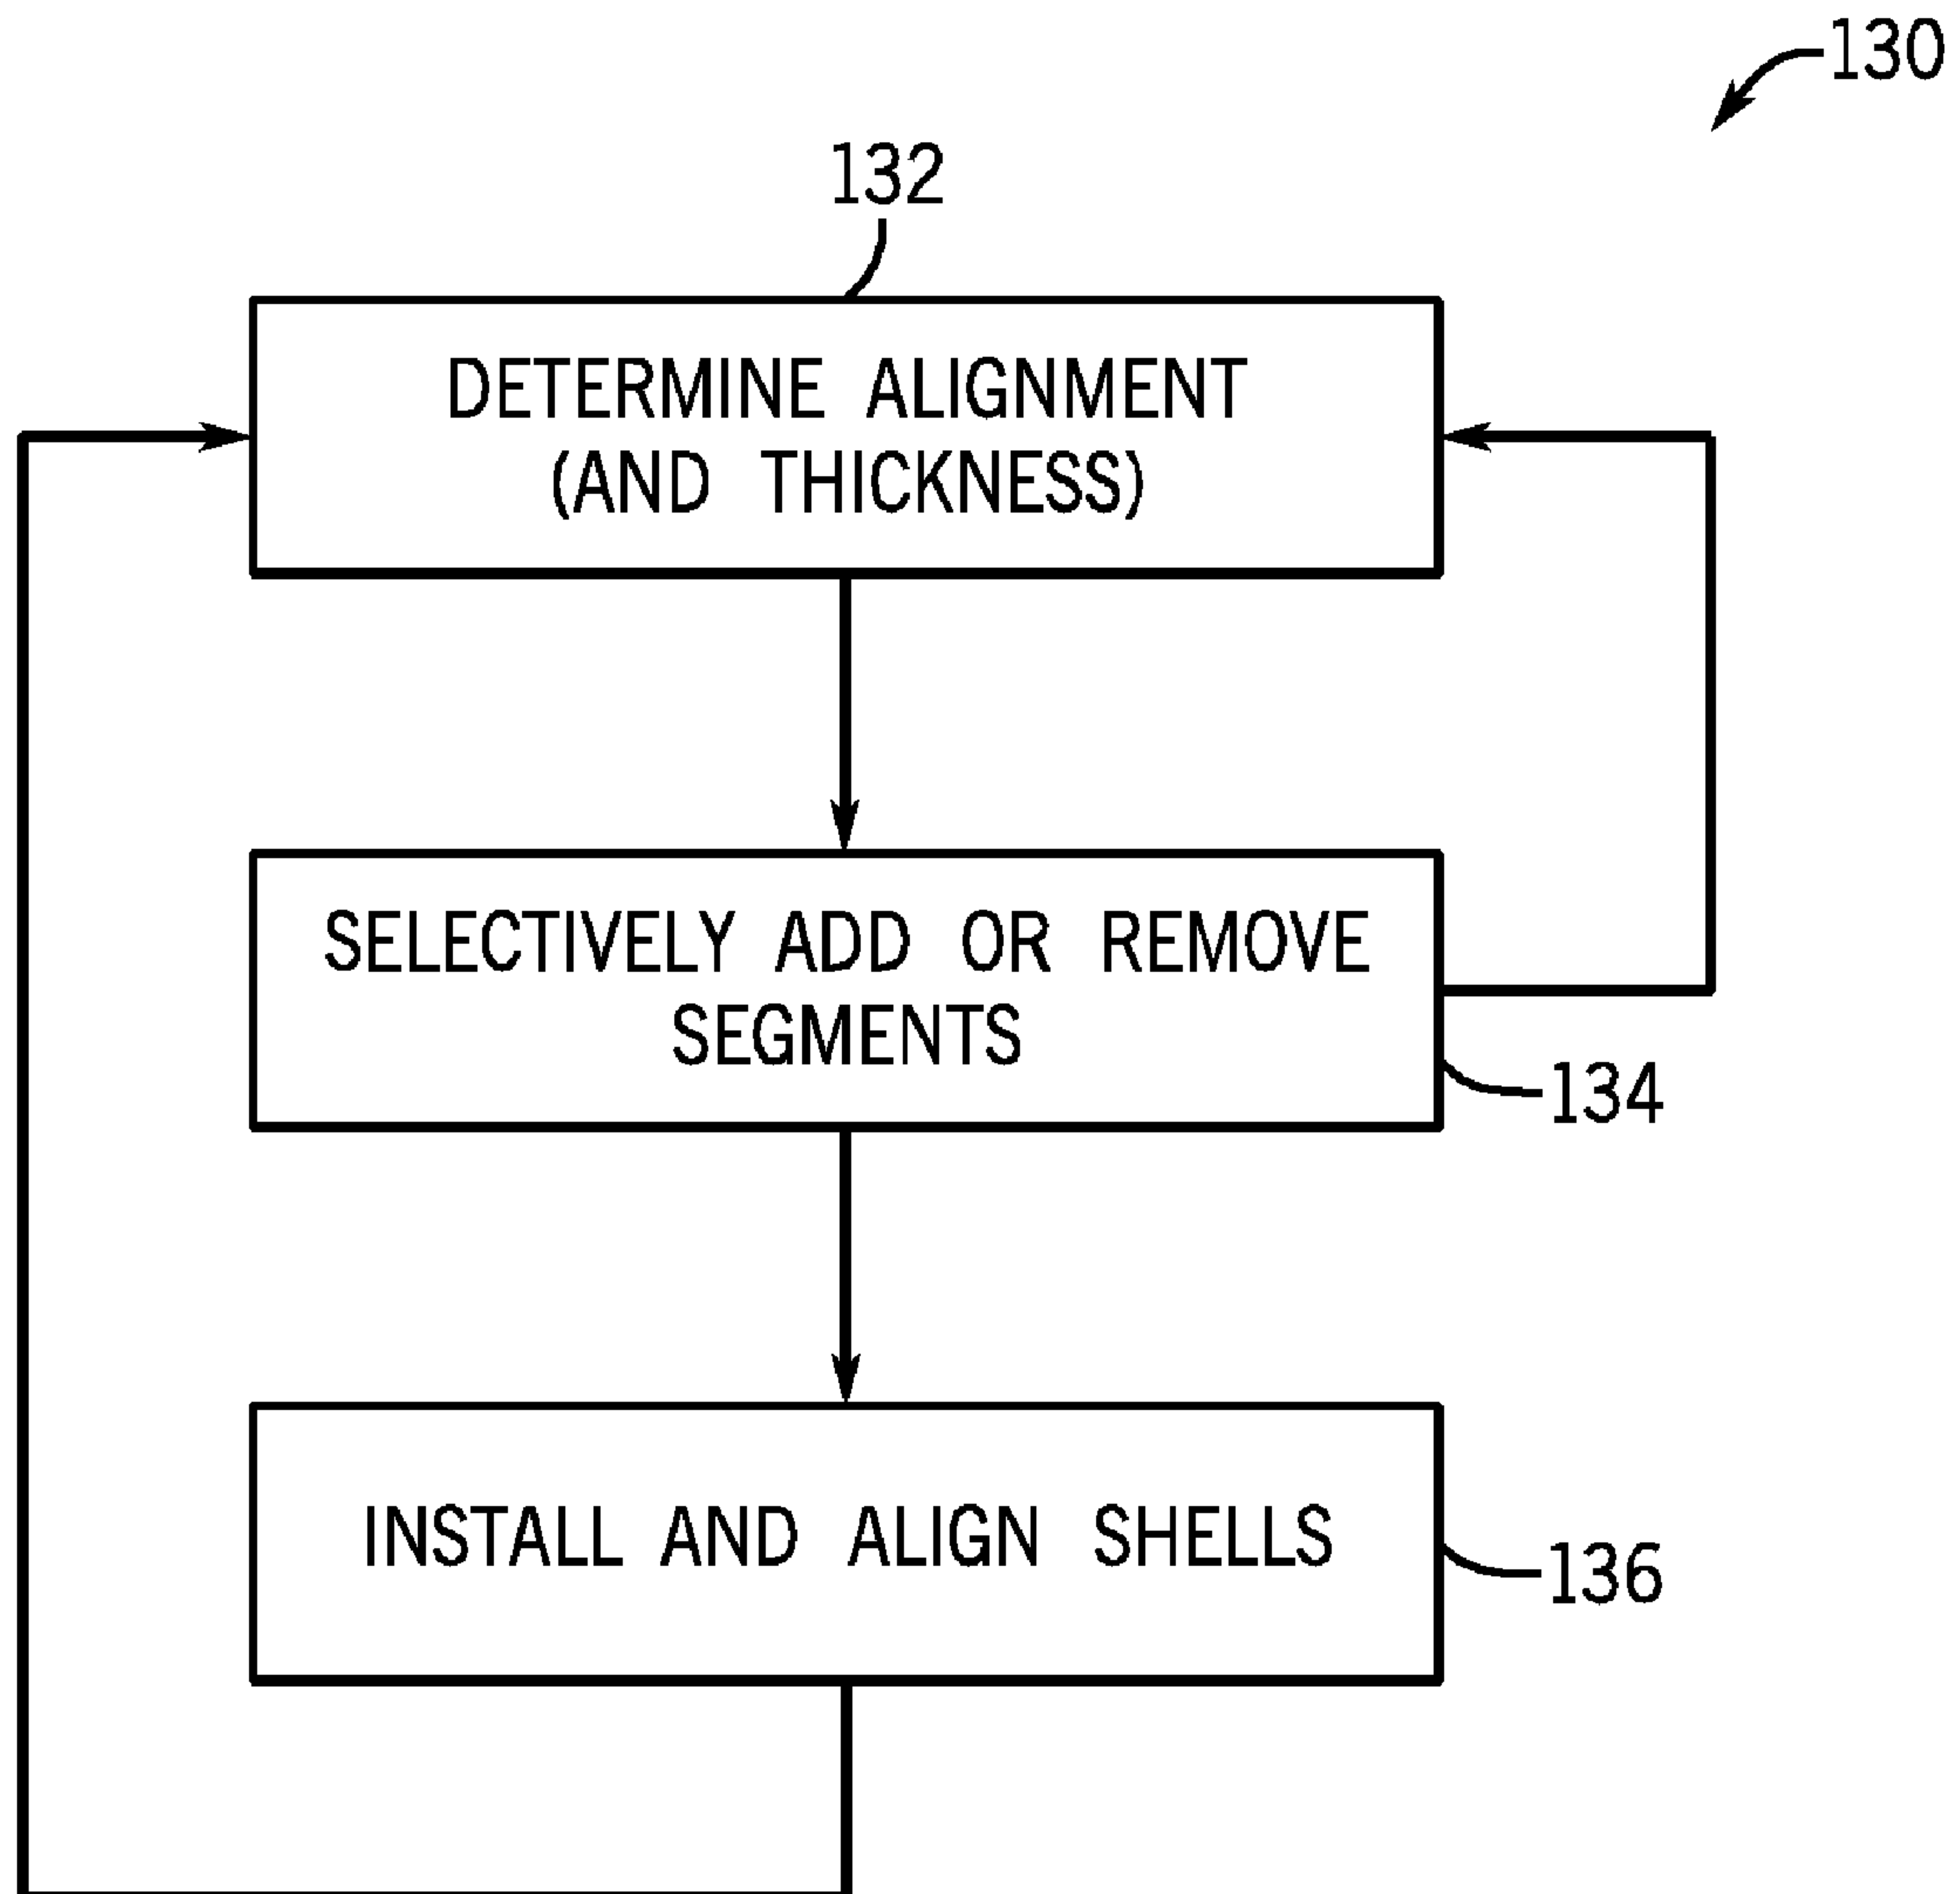 130
132
DETERMINE ALIGNMENT
(AND THICKNESS)
SELECTIVELY ADD OR REMOVE
SEGMENTS
134
INSTALL AND ALIGN SHELLS
136